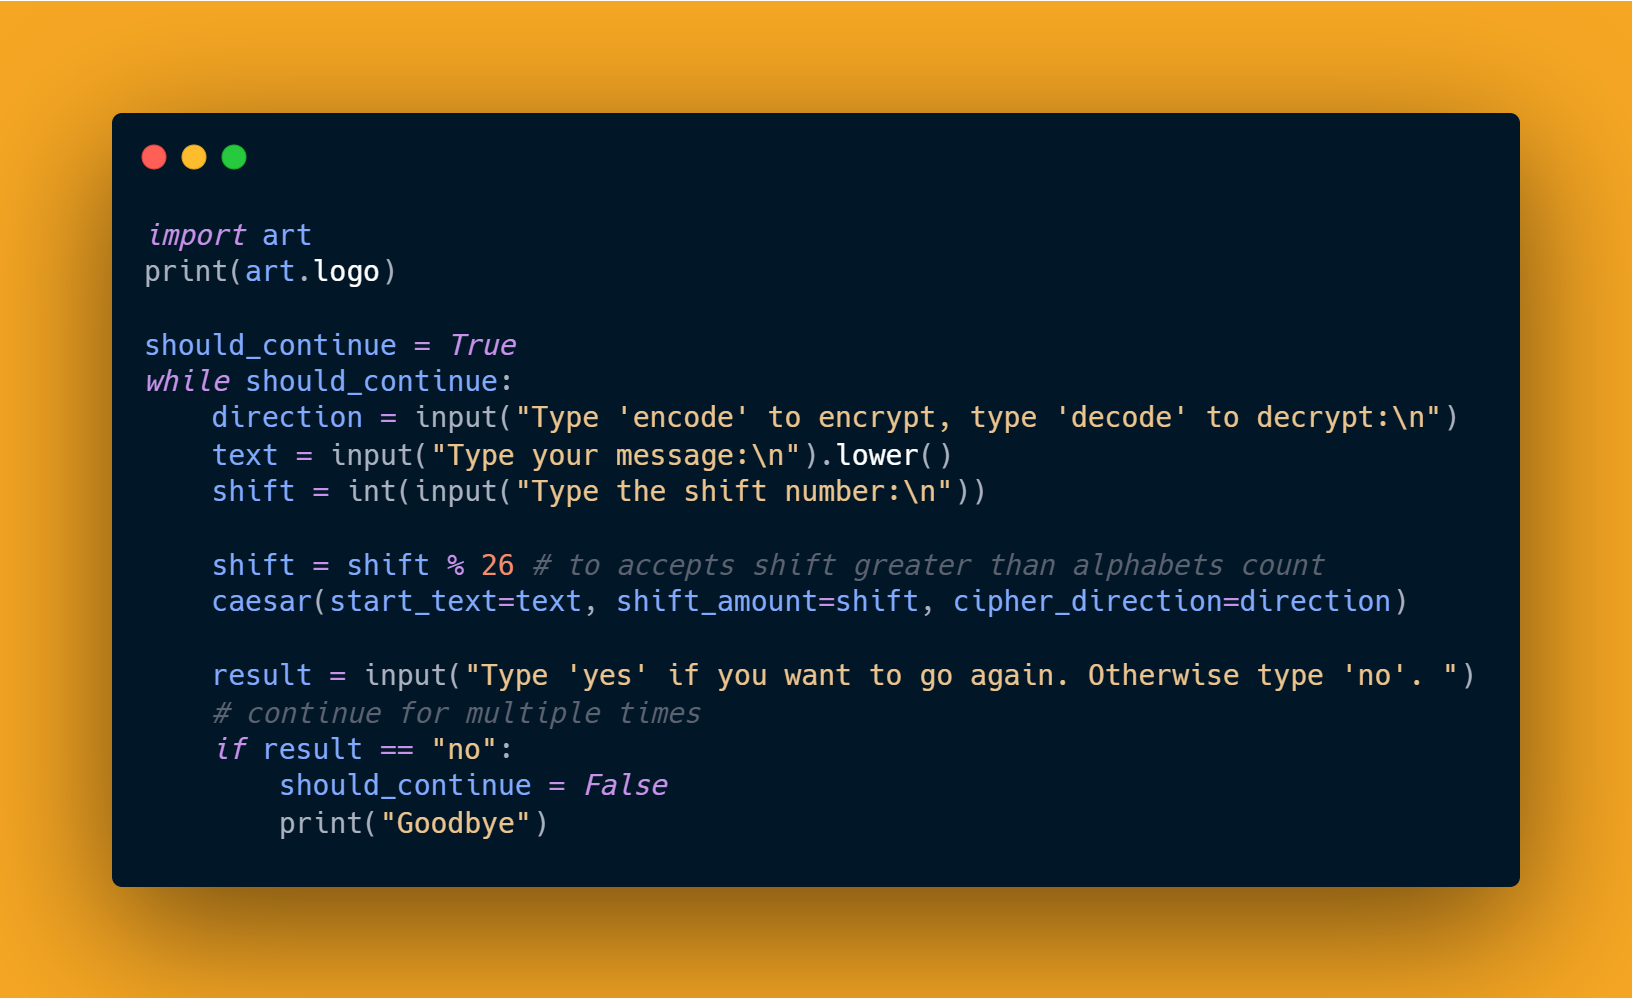 import art
print(art.logo)

should_continue = True
while should_continue:
    direction = input("Type 'encode' to encrypt, type 'decode' to decrypt:\n")
    text = input("Type your message:\n").lower()
    shift = int(input("Type the shift number:\n"))

    shift = shift % 26 # to accepts shift greater than alphabets count
    caesar(start_text=text, shift_amount=shift, cipher_direction=direction)

    result = input("Type 'yes' if you want to go again. Otherwise type 'no'. ")
    # continue for multiple times
    if result == "no":
        should_continue = False
        print("Goodbye")